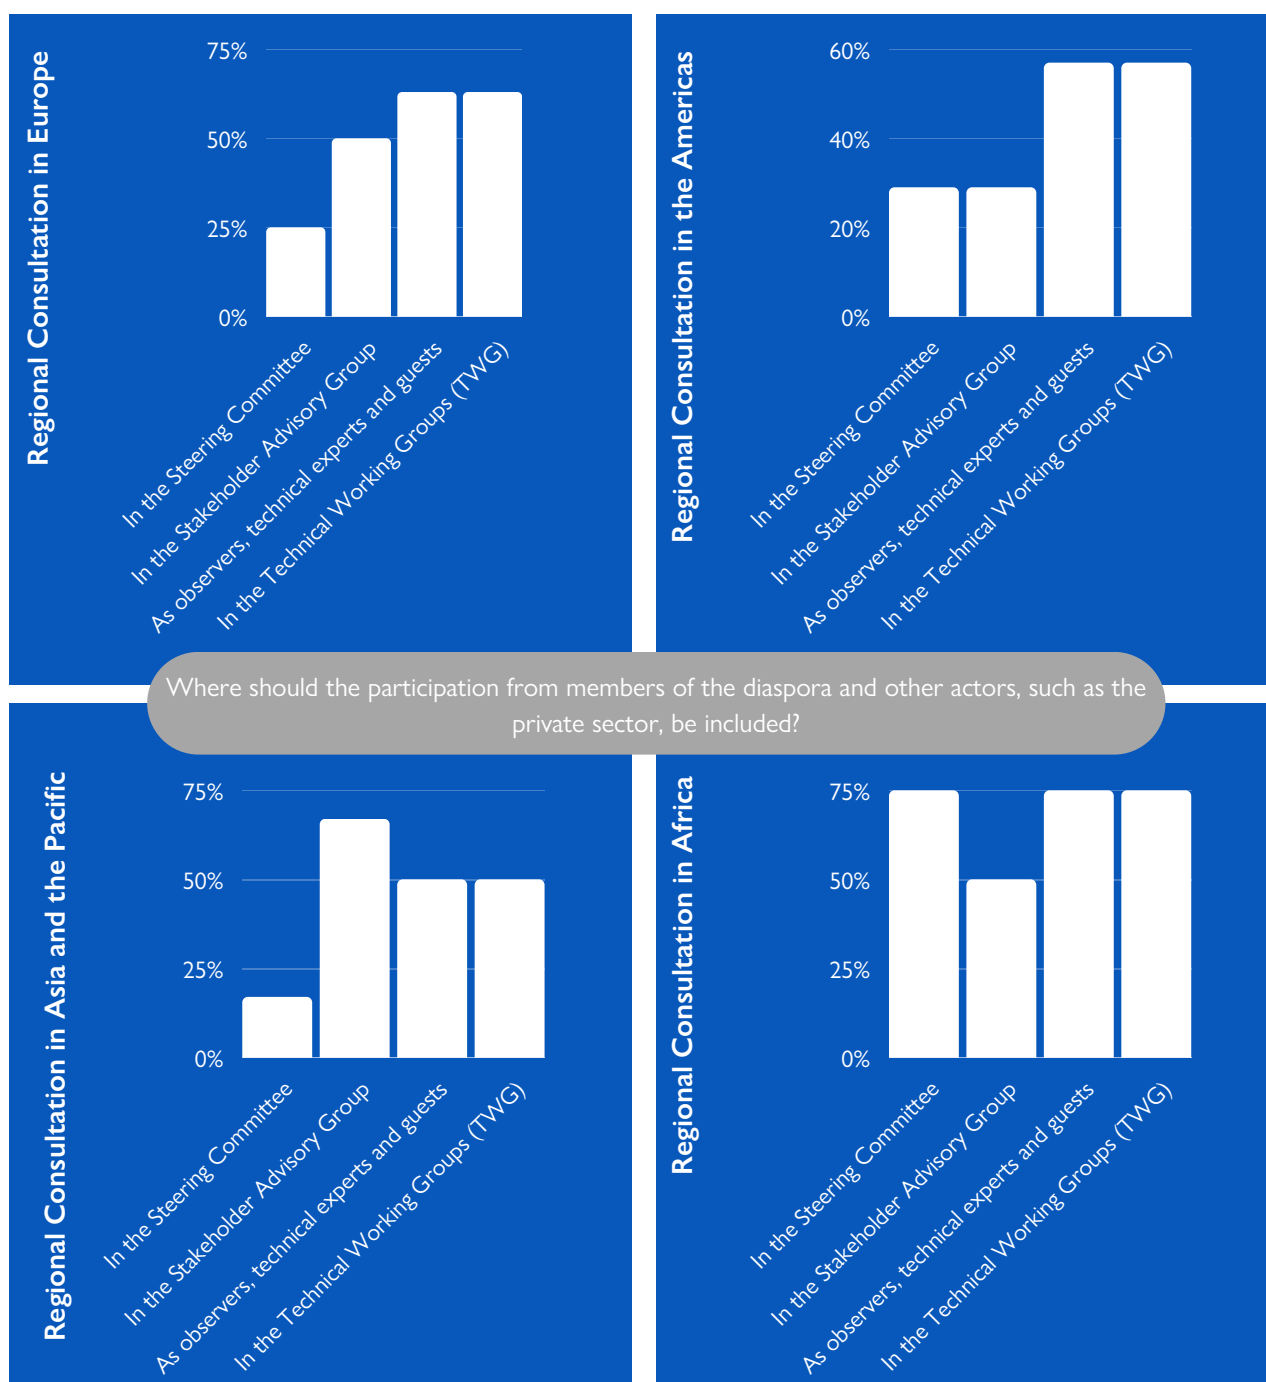 Regional Consultation in Europe
75%
50%
25%
0%
In the Steering Committee
In the Stakeholder Advisory Group
As observers, technical experts and guests
In the Technical Working Groups (TWG)
Regional Consultation in the Americas
60%
40%
20%
0%
In the Steering Committee
In the Stakeholder Advisory Group
As observers, technical experts and guests
In the Technical Working Groups (TWG)
Where should the participation from members of the diaspora and other actors, such as the
private sector, be included?
Regional Consultation in Asia and the Pacific
75%
50%
25%
0%
In the Steering Committee
In the Stakeholder Advisory Group
As observers, technical experts and guests
In the Technical Working Groups (TWG)
Regional Consultation in Africa
75%
50%
25%
0%
In the Steering Committee
In the Stakeholder Advisory Group
As observers, technical experts and guests
In the Technical Working Groups (TWG)